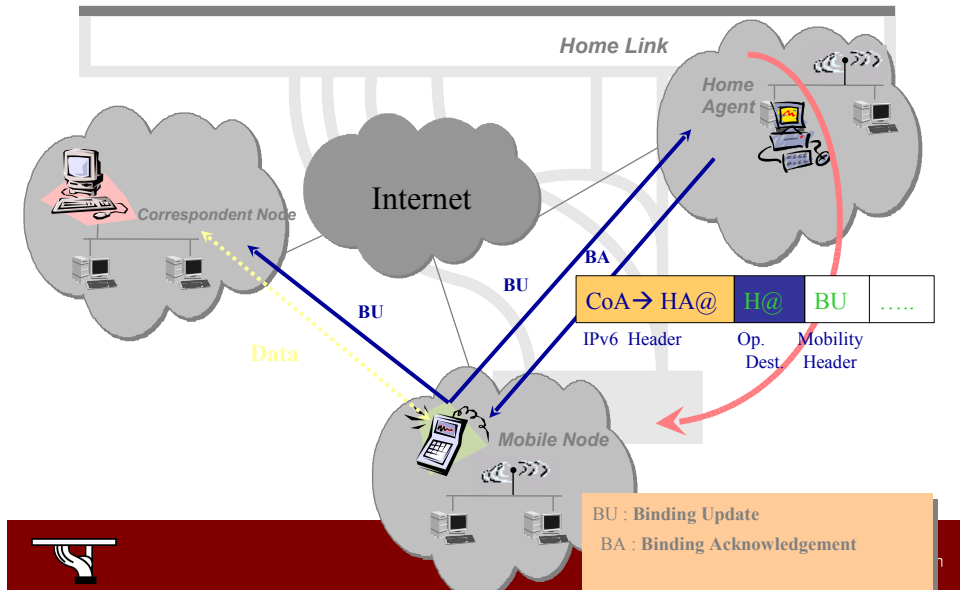 Home Link
Home
Agent
Internet
Correspondent Node
BA
BU
BU
Data
CoA→ HA@
H@
BU
…..
IPv6 Header
Op.
Dest.
Mobility
Header
Mobile Node
BU : Binding Update
BA : Binding Acknowledgement